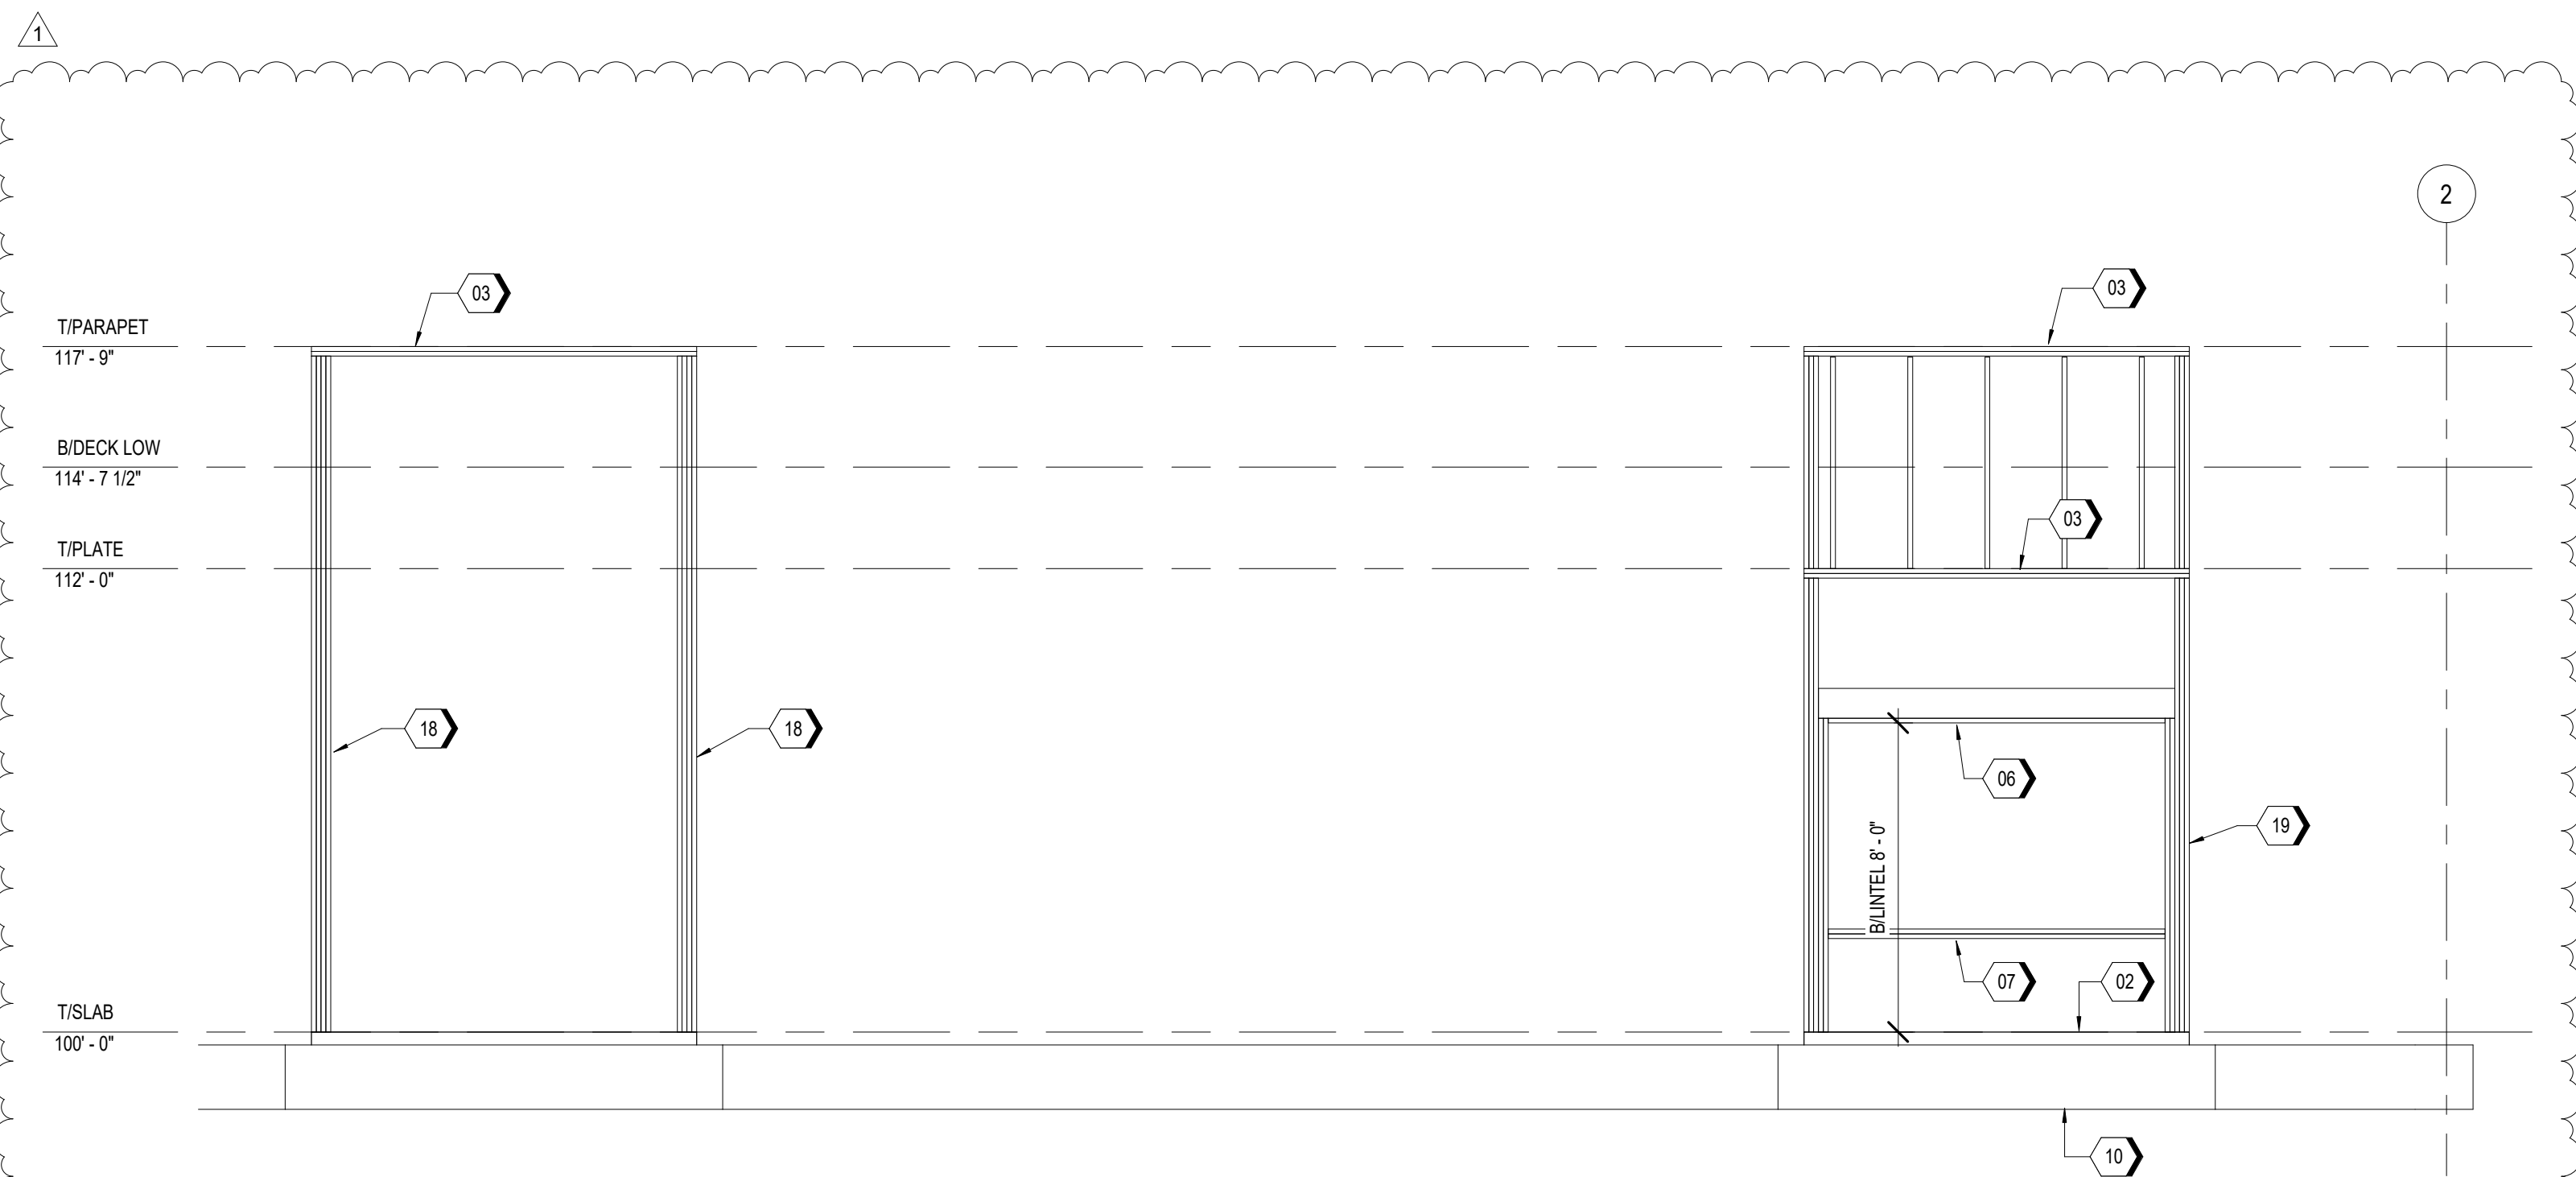 1
2
03
03
T/PARAPET
117' - 9"
B/DECK LOW
114' - 7 1/2"
03
T/PLATE
112' - 0"
18
18
06
19
B/LINTEL 8' - 0"
07
02
T/SLAB
100' - 0"
10